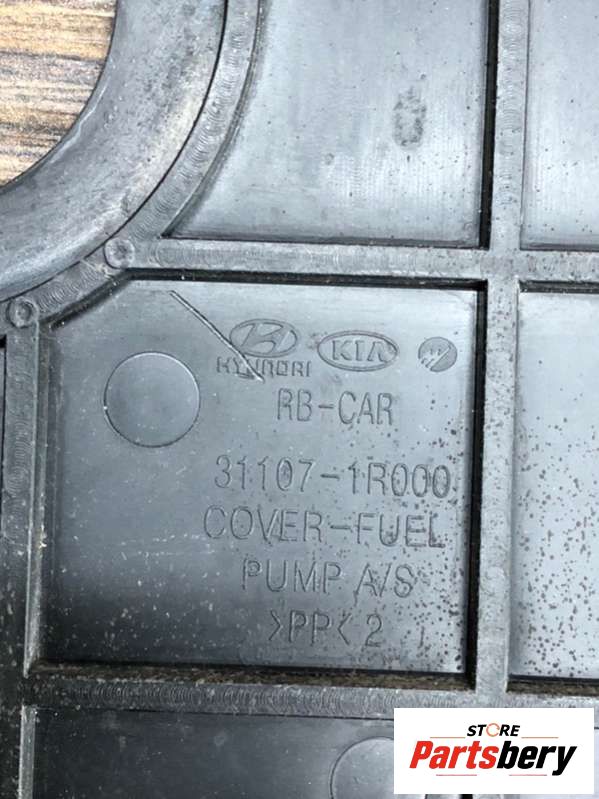 HYUNDAI KIA
RB-CAR
31107-1R000
COVER-FUEL
PUMP A/S
>PP< 2
STORE
Partsbery